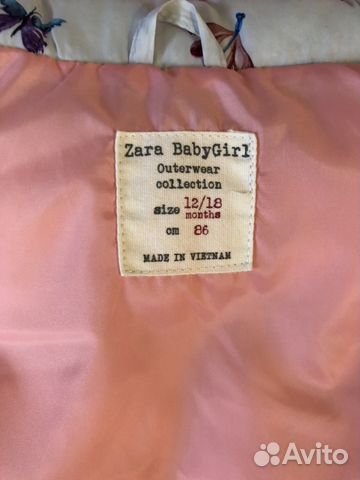 Zara BabyGirl
Outerwear
collection
size 12/18
months
cm 86
MADE IN VIETNAM
Avito